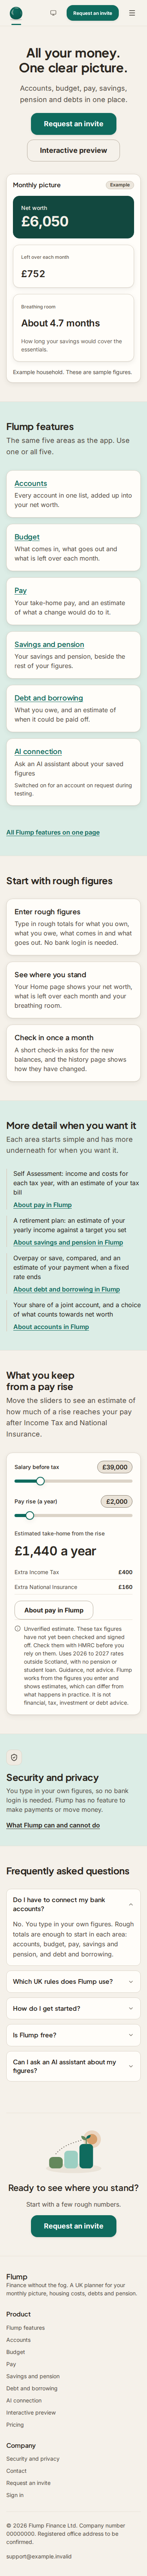 Request an invite
All your money.
One clear picture.
Accounts, budget, pay, savings,
pension and debts in one place.
Request an invite
Interactive preview
Monthly picture
Example
Net worth
£6,050
Left over each month
£752
Breathing room
About 4.7 months
How long your savings would cover the
essentials.
Example household. These are sample figures.
Flump features
The same five areas as the app. Use
one or all five.
Accounts
Every account in one list, added up into
your net worth.
Budget
What comes in, what goes out and
what is left over each month.
Pay
Your take-home pay, and an estimate
of what a change would do to it.
Savings and pension
Your savings and pension, beside the
rest of your figures.
Debt and borrowing
What you owe, and an estimate of
when it could be paid off.
AI connection
Ask an AI assistant about your saved
figures
Switched on for an account on request during
testing.
All Flump features on one page
Start with rough figures
Enter rough figures
Type in rough totals for what you own,
what you owe, what comes in and what
goes out. No bank login is needed.
See where you stand
Your Home page shows your net worth,
what is left over each month and your
breathing room.
Check in once a month
A short check-in asks for the new
balances, and the history page shows
how they have changed.
More detail when you want it
Each area starts simple and has more
underneath for when you want it.
Self Assessment: income and costs for
each tax year, with an estimate of your tax
bill
About pay in Flump
A retirement plan: an estimate of your
yearly income against a target you set
About savings and pension in Flump
Overpay or save, compared, and an
estimate of your payment when a fixed
rate ends
About debt and borrowing in Flump
Your share of a joint account, and a choice
of what counts towards net worth
About accounts in Flump
What you keep
from a pay rise
Move the sliders to see an estimate of
how much of a rise reaches your pay
after Income Tax and National
Insurance.
Salary before tax
£39,000
Pay rise (a year)
£2,000
Estimated take-home from the rise
£1,440 a year
Extra Income Tax
£400
Extra National Insurance
£160
About pay in Flump
Unverified estimate. These tax figures
have not yet been checked and signed
off. Check them with HMRC before you
rely on them. Uses 2026 to 2027 rates
outside Scotland, with no pension or
student loan. Guidance, not advice. Flump
works from the figures you enter and
shows estimates, which can differ from
what happens in practice. It is not
financial, tax, investment or debt advice.
Security and privacy
You type in your own figures, so no bank
login is needed. Flump has no feature to
make payments or move money.
What Flump can and cannot do
Frequently asked questions
Do I have to connect my bank
accounts?
No. You type in your own figures. Rough
totals are enough to start in each area:
accounts, budget, pay, savings and
pension, and debt and borrowing.
Which UK rules does Flump use?
How do I get started?
Is Flump free?
Can I ask an AI assistant about my
figures?
Ready to see where you stand?
Start with a few rough numbers.
Request an invite
Flump
Finance without the fog. A UK planner for your
monthly picture, housing costs, debts and pension.
Product
Flump features
Accounts
Budget
Pay
Savings and pension
Debt and borrowing
AI connection
Interactive preview
Pricing
Company
Security and privacy
Contact
Request an invite
Sign in
© 2026 Flump Finance Ltd. Company number
00000000. Registered office address to be
confirmed.
support@example.invalid